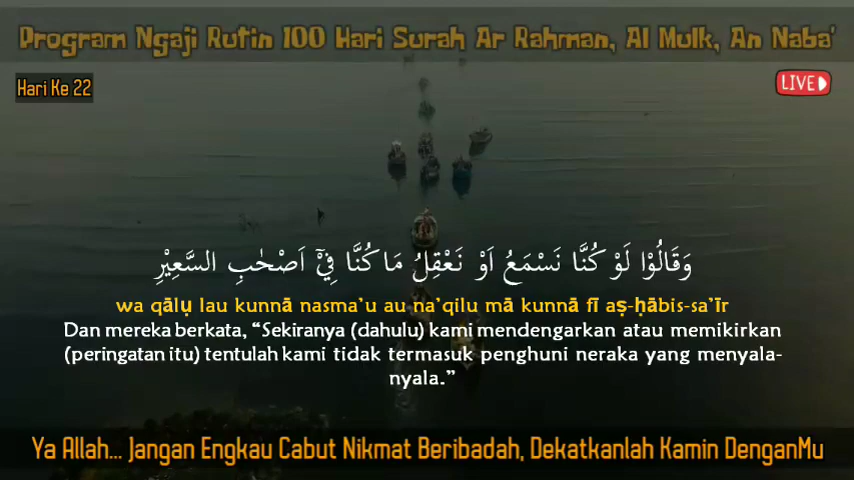 Program Ngaji Rutin 100 Hari Surah Ar Rahman, Al Mulk, An Naba'
Hari Ke 22
LIVE
وَقَالُوْا لَوْ كُنَّا نَسْمَعُ اَوْ نَعْقِلُ مَا كُنَّا فِيْٓ اَصْحٰبِ السَّعِيْرِ
wa qālụ lau kunnā nasma'u au na'qilu mā kunnā fī aṣ-ḥābis-sa'īr
Dan mereka berkata, “Sekiranya (dahulu) kami mendengarkan atau memikirkan
(peringatan itu) tentulah kami tidak termasuk penghuni neraka yang menyala-
nyala.”
Ya Allah... Jangan Engkau Cabut Nikmat Beribadah, Dekatkanlah Kamin DenganMu